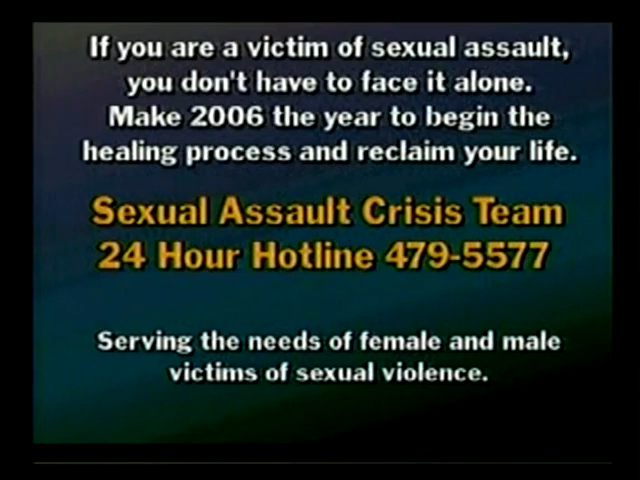 If you are a victim of sexual assault,
you don't have to face it alone.
Make 2006 the year to begin the
healing process and reclaim your life.
Sexual Assault Crisis Team
24 Hour Hotline 479-5577
Serving the needs of female and male
victims of sexual violence.